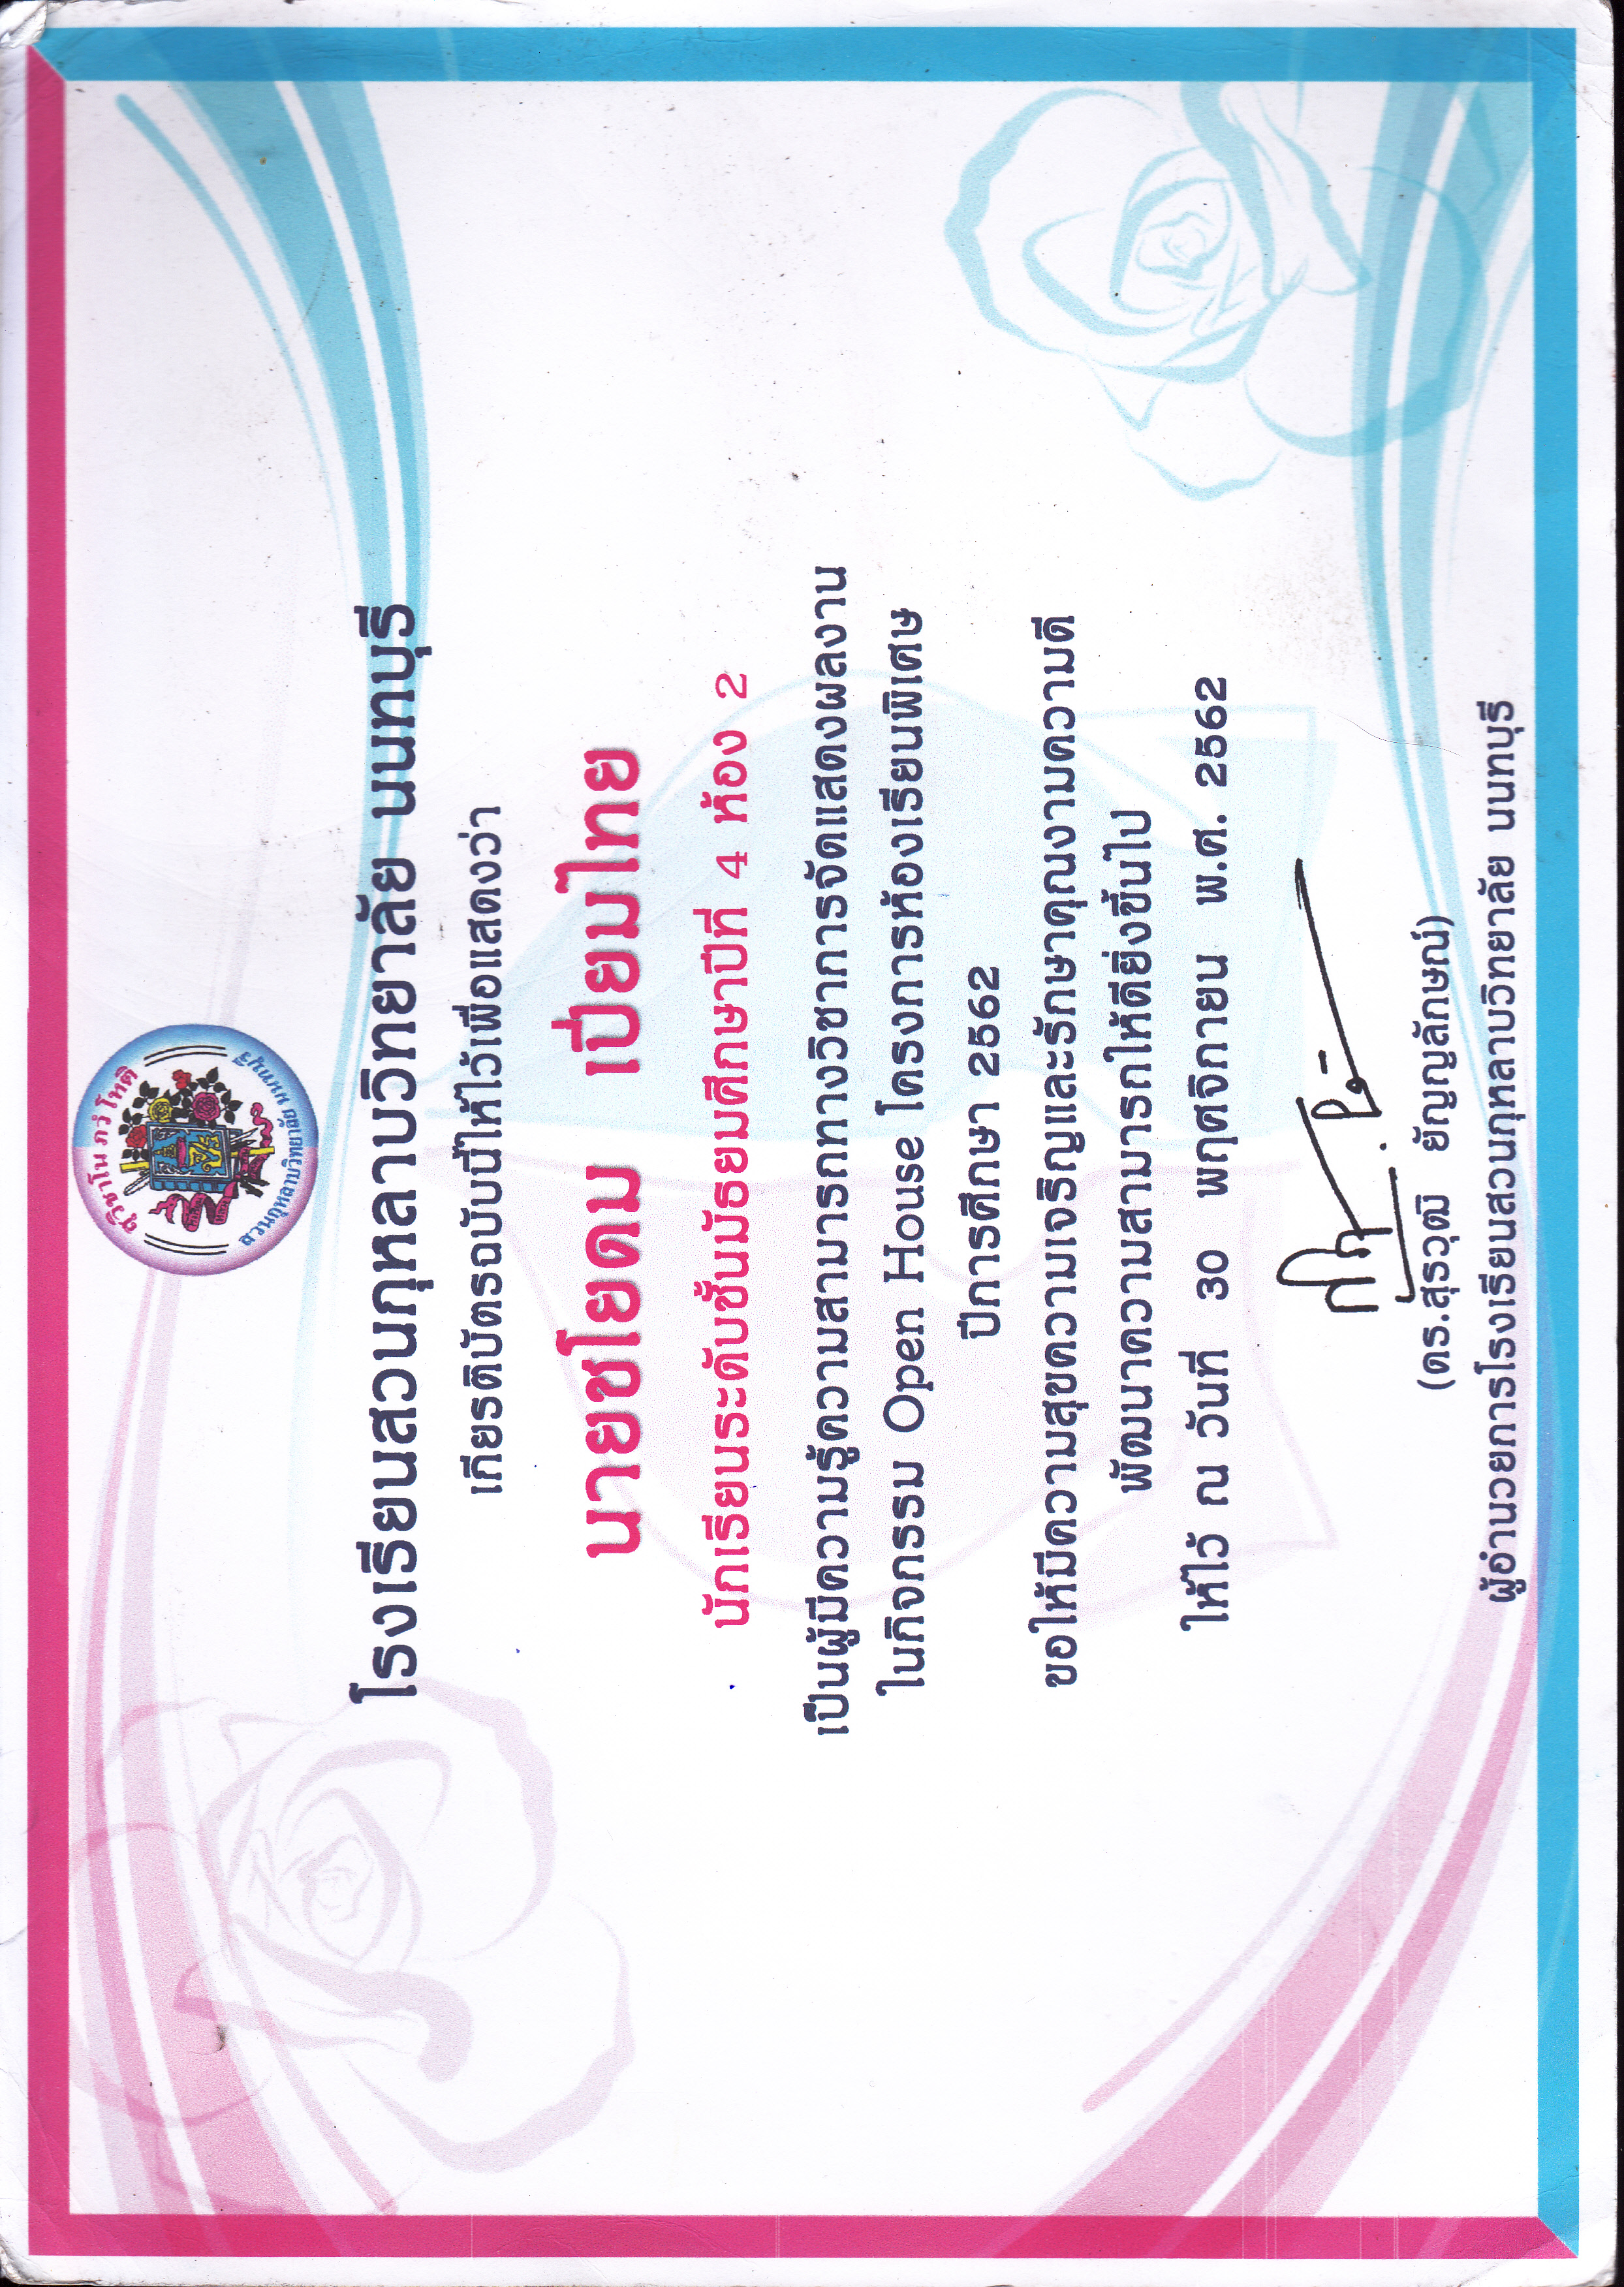 สุวิชาโน ภวํ โหติ
สวนกุหลาบวิทยาลัย นนทบุรี
โรงเรียนสวนกุหลาบวิทยาลัย นนทบุรี
เกียรติบัตรฉบับนี้ให้ไว้เพื่อแสดงว่า
นายชโยดม เปี่ยมไทย
นักเรียนระดับชั้นมัธยมศึกษาปีที่ 4 ห้อง 2
เป็นผู้มีความรู้ความสามารถทางวิชาการจัดแสดงผลงาน
ในกิจกรรม Open House โครงการห้องเรียนพิเศษ
ปีการศึกษา 2562
ขอให้มีความสุขความเจริญและรักษาคุณงามความดี
พัฒนาความสามารถให้ดียิ่งขึ้นไป
ให้ไว้ ณ วันที่ 30 พฤศจิกายน พ.ศ. 2562
(ดร.สุรวุฒิ ยัญญลักษณ์)
ผู้อำนวยการโรงเรียนสวนกุหลาบวิทยาลัย นนทบุรี